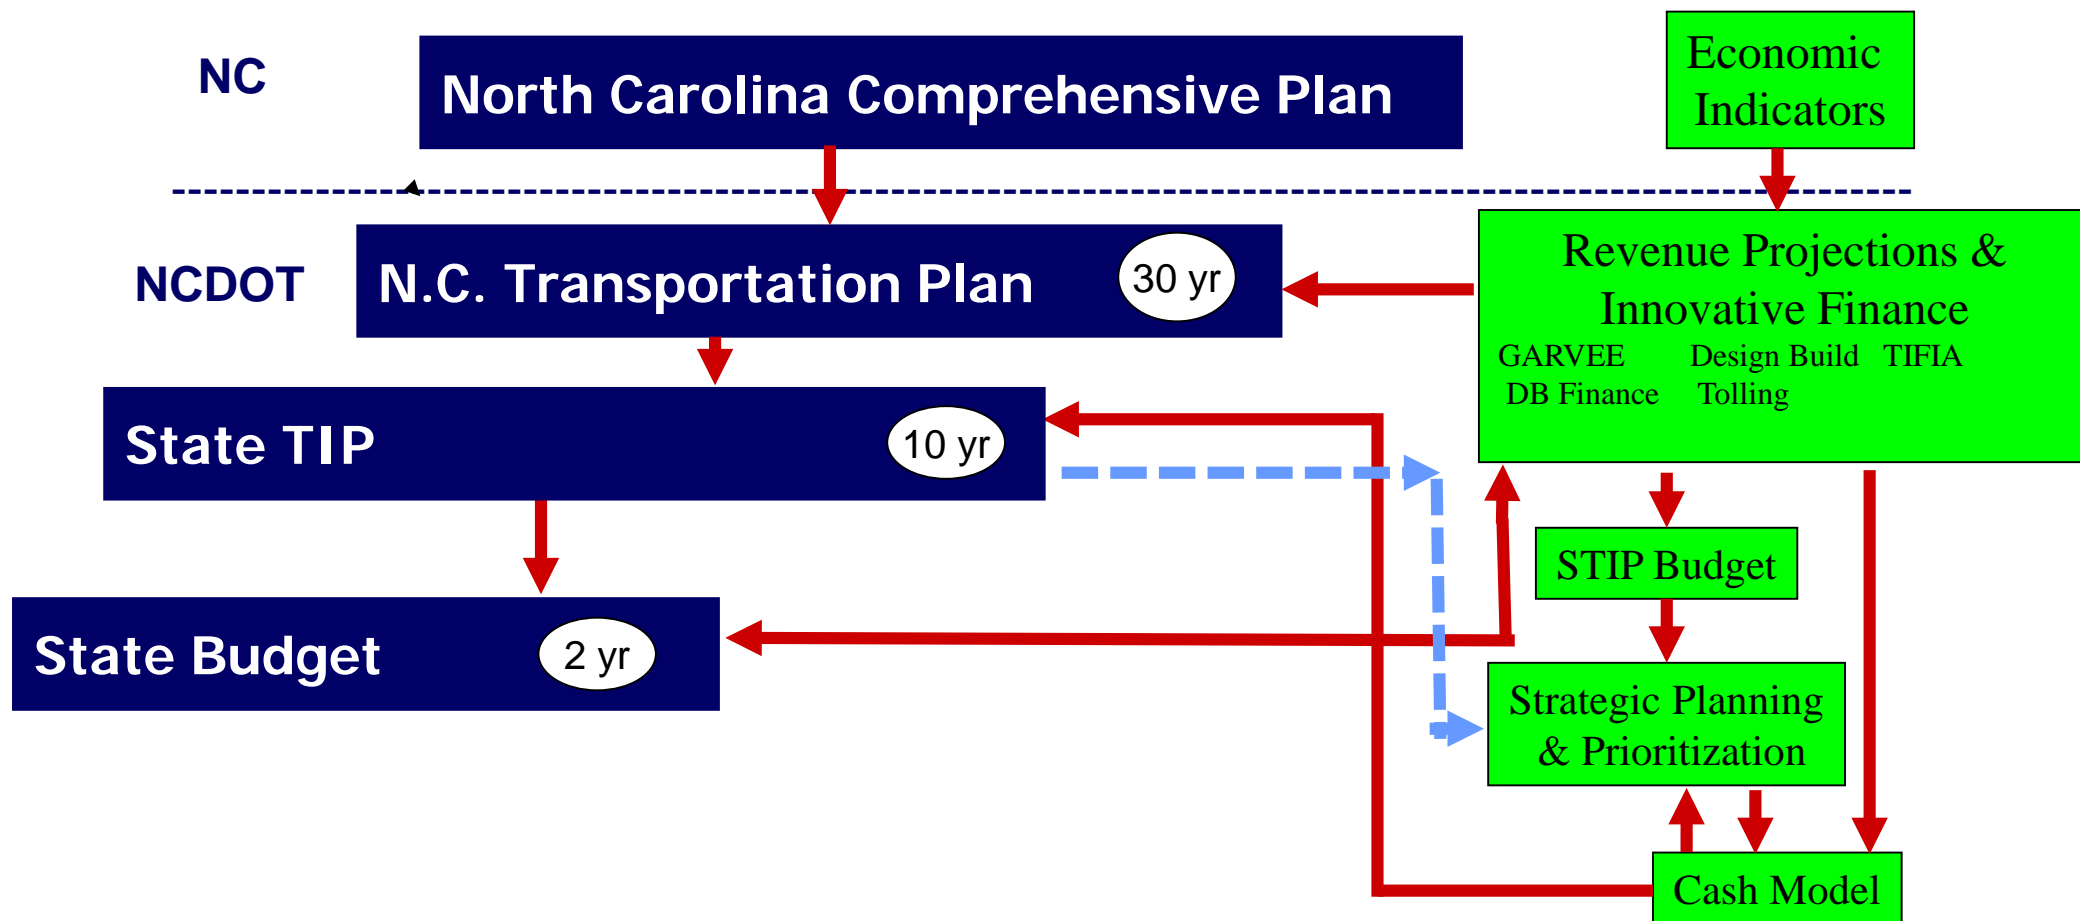 NC
North Carolina Comprehensive Plan
Economic
Indicators
NCDOT
N.C. Transportation Plan
30 yr
Revenue Projections &
Innovative Finance
GARVEE Design Build TIFIA
DB Finance Tolling
State TIP
10 yr
STIP Budget
State Budget
2 yr
Strategic Planning
& Prioritization
Cash Model